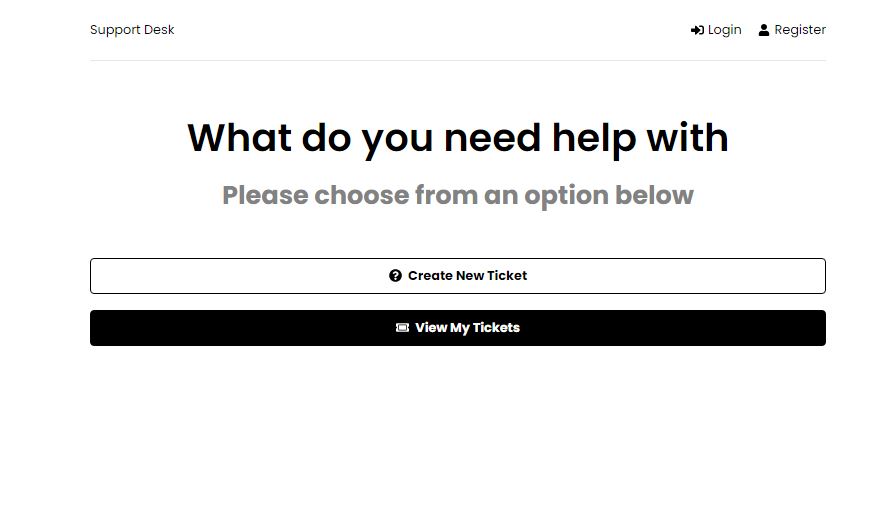 Support Desk
Login
Register
What do you need help with
Please choose from an option below
Create New Ticket
View My Tickets